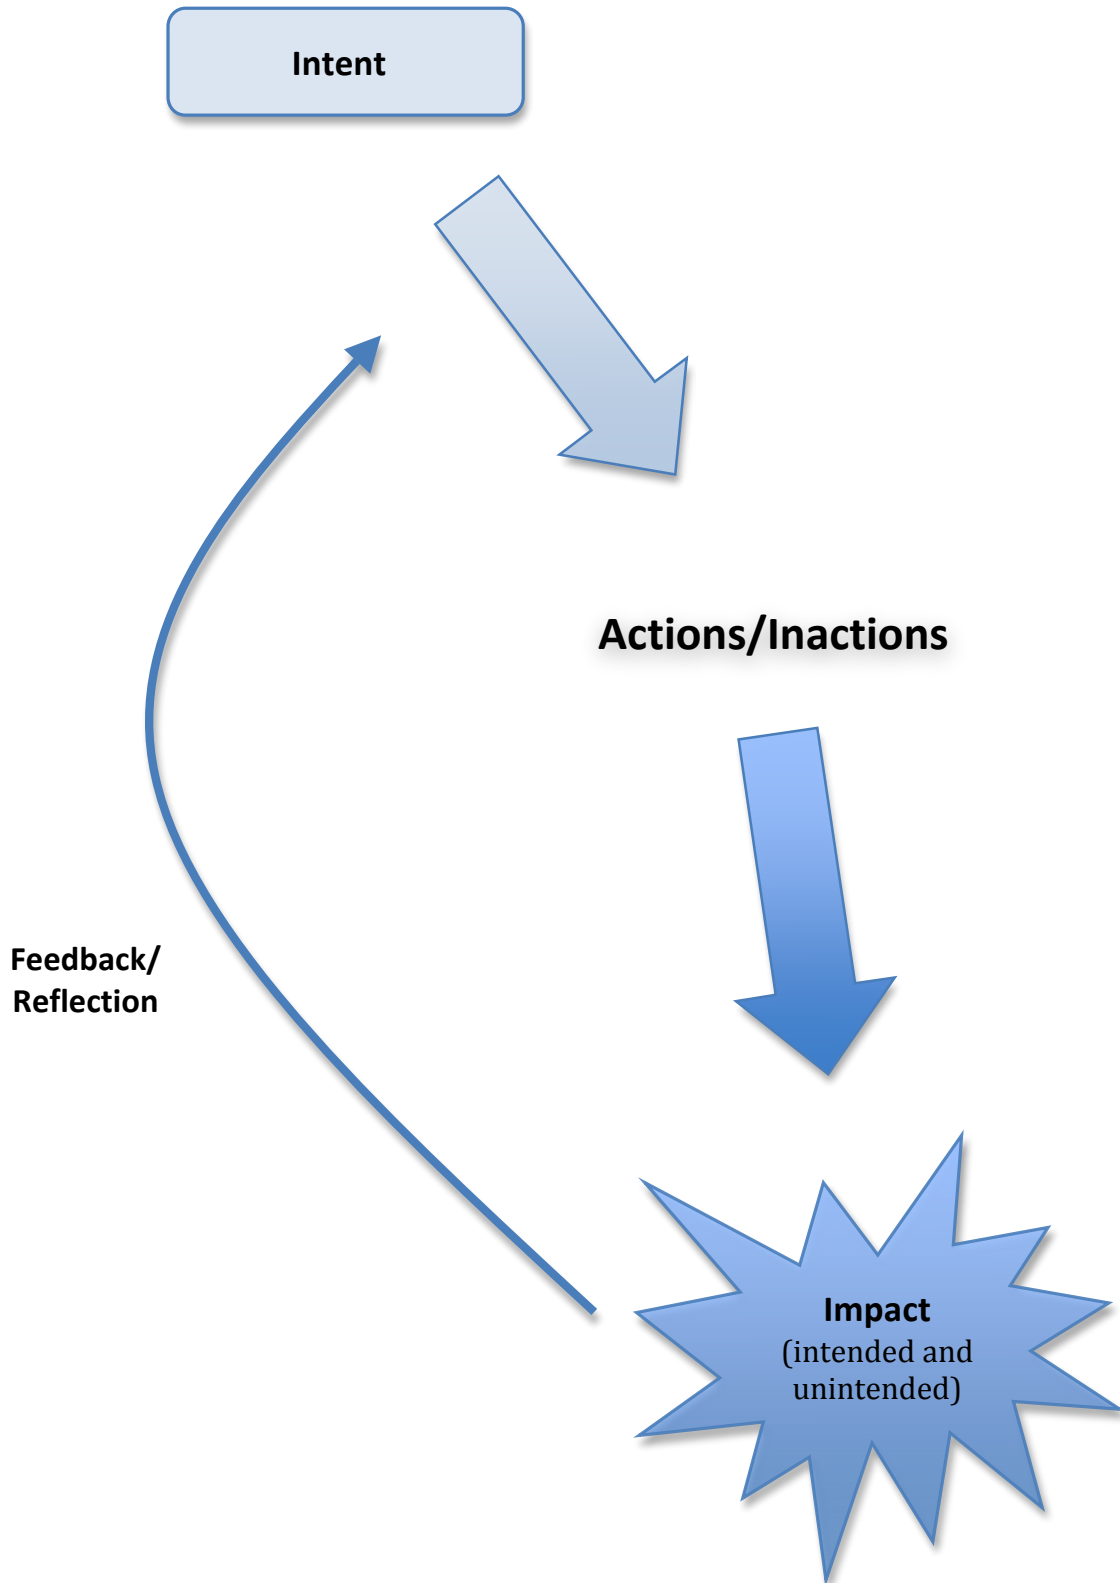 Intent
Actions/Inactions
Feedback/
Reflection
Impact
(intended and
unintended)